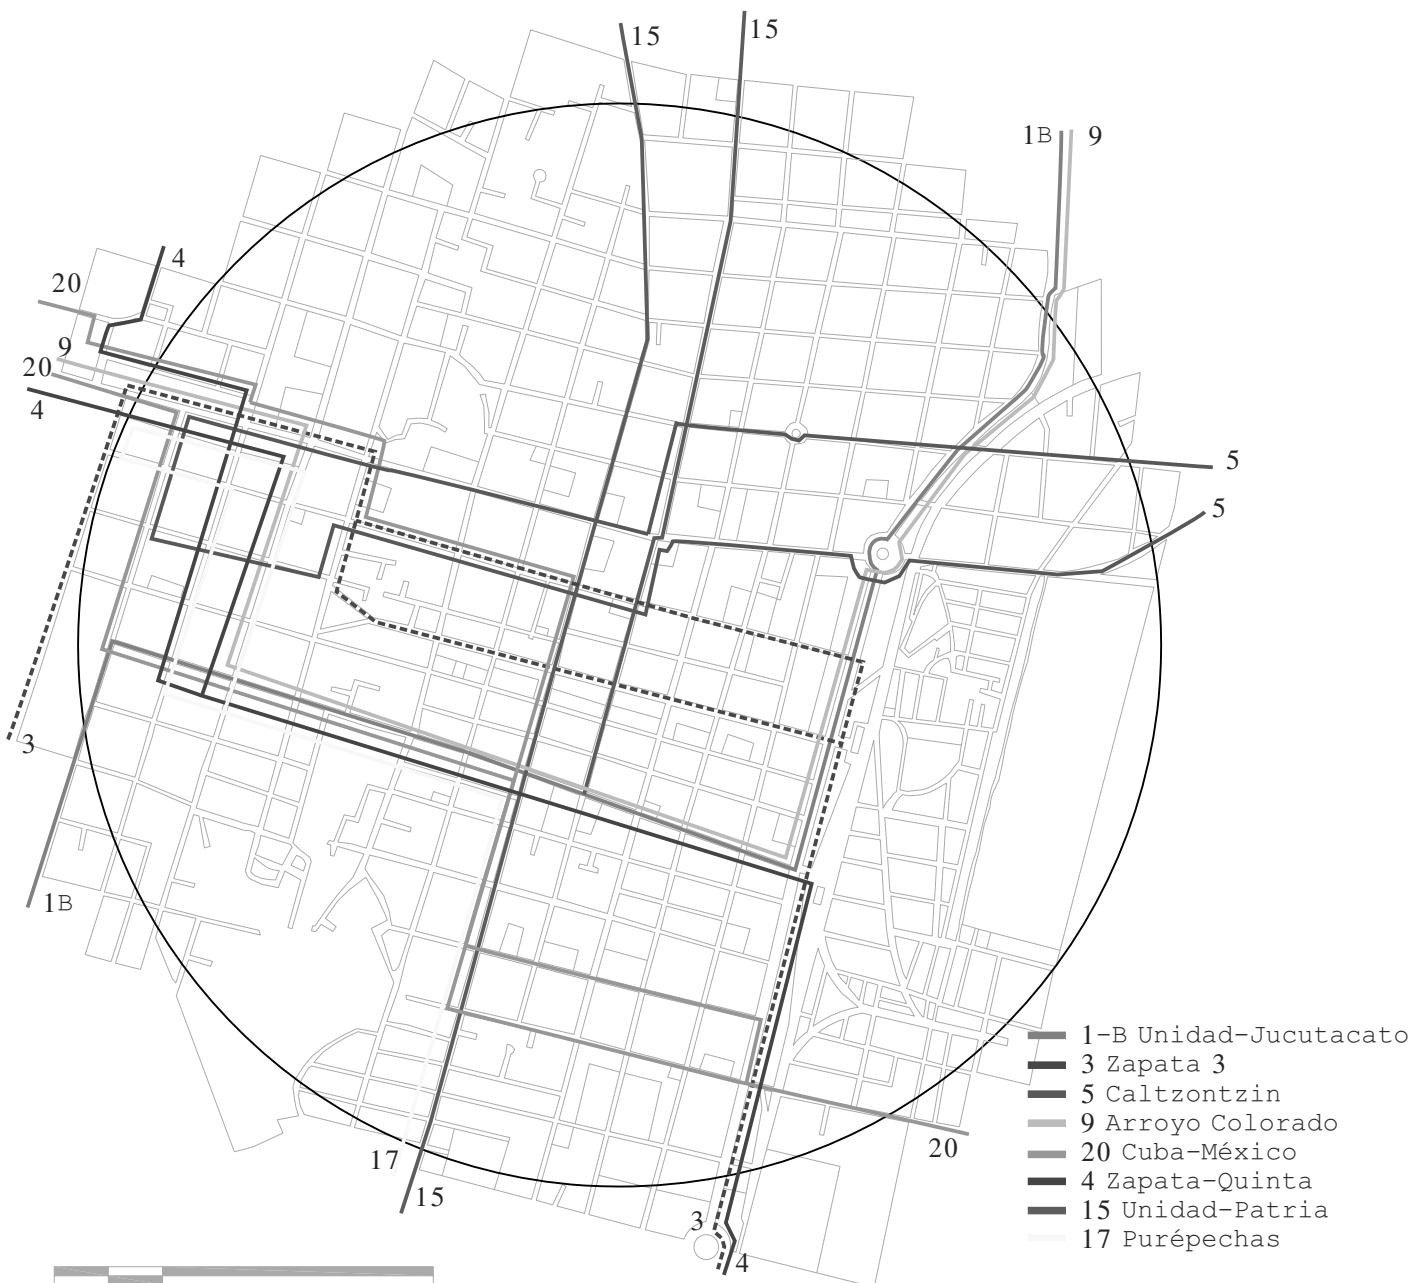 15
15
1B
9
4
20
9
20
4
5
5
3
1B
1-B Unidad-Jucutacato
3 Zapata 3
5 Caltzontzin
9 Arroyo Colorado
20 Cuba-México
4 Zapata-Quinta
15 Unidad-Patria
17 Purépechas
20
17
15
3
4